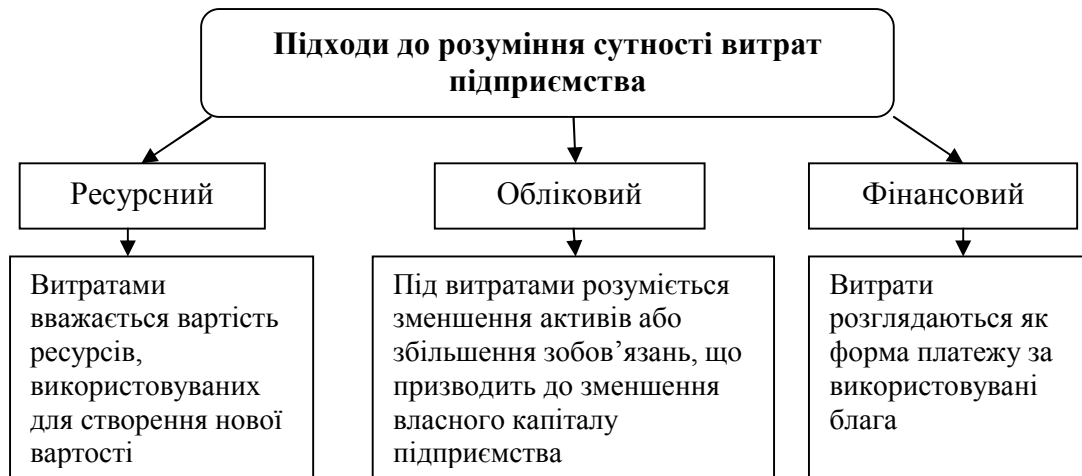 Підходи до розуміння сутності витрат
підприємства
Ресурсний
Обліковий
Фінансовий
Витратами
вважається вартість
ресурсів,
використовуваних
для створення нової
вартості
Під витратами розуміється
зменшення активів або
збільшення зобов’язань, що
призводить до зменшення
власного капіталу
підприємства
Витрати
розглядаються як
форма платежу за
використовувані
блага